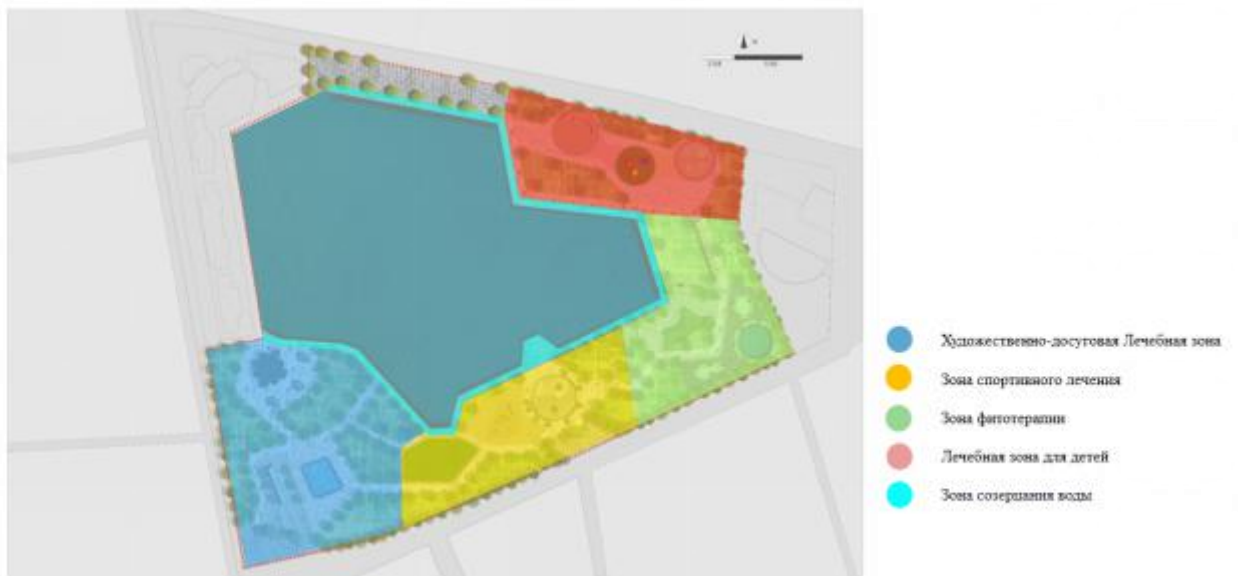 Художественно-досуговая Лечебная зона
Зона спортивного лечения
Зона фитотерапии
Лечебная зона для детей
Зона созерцания воды